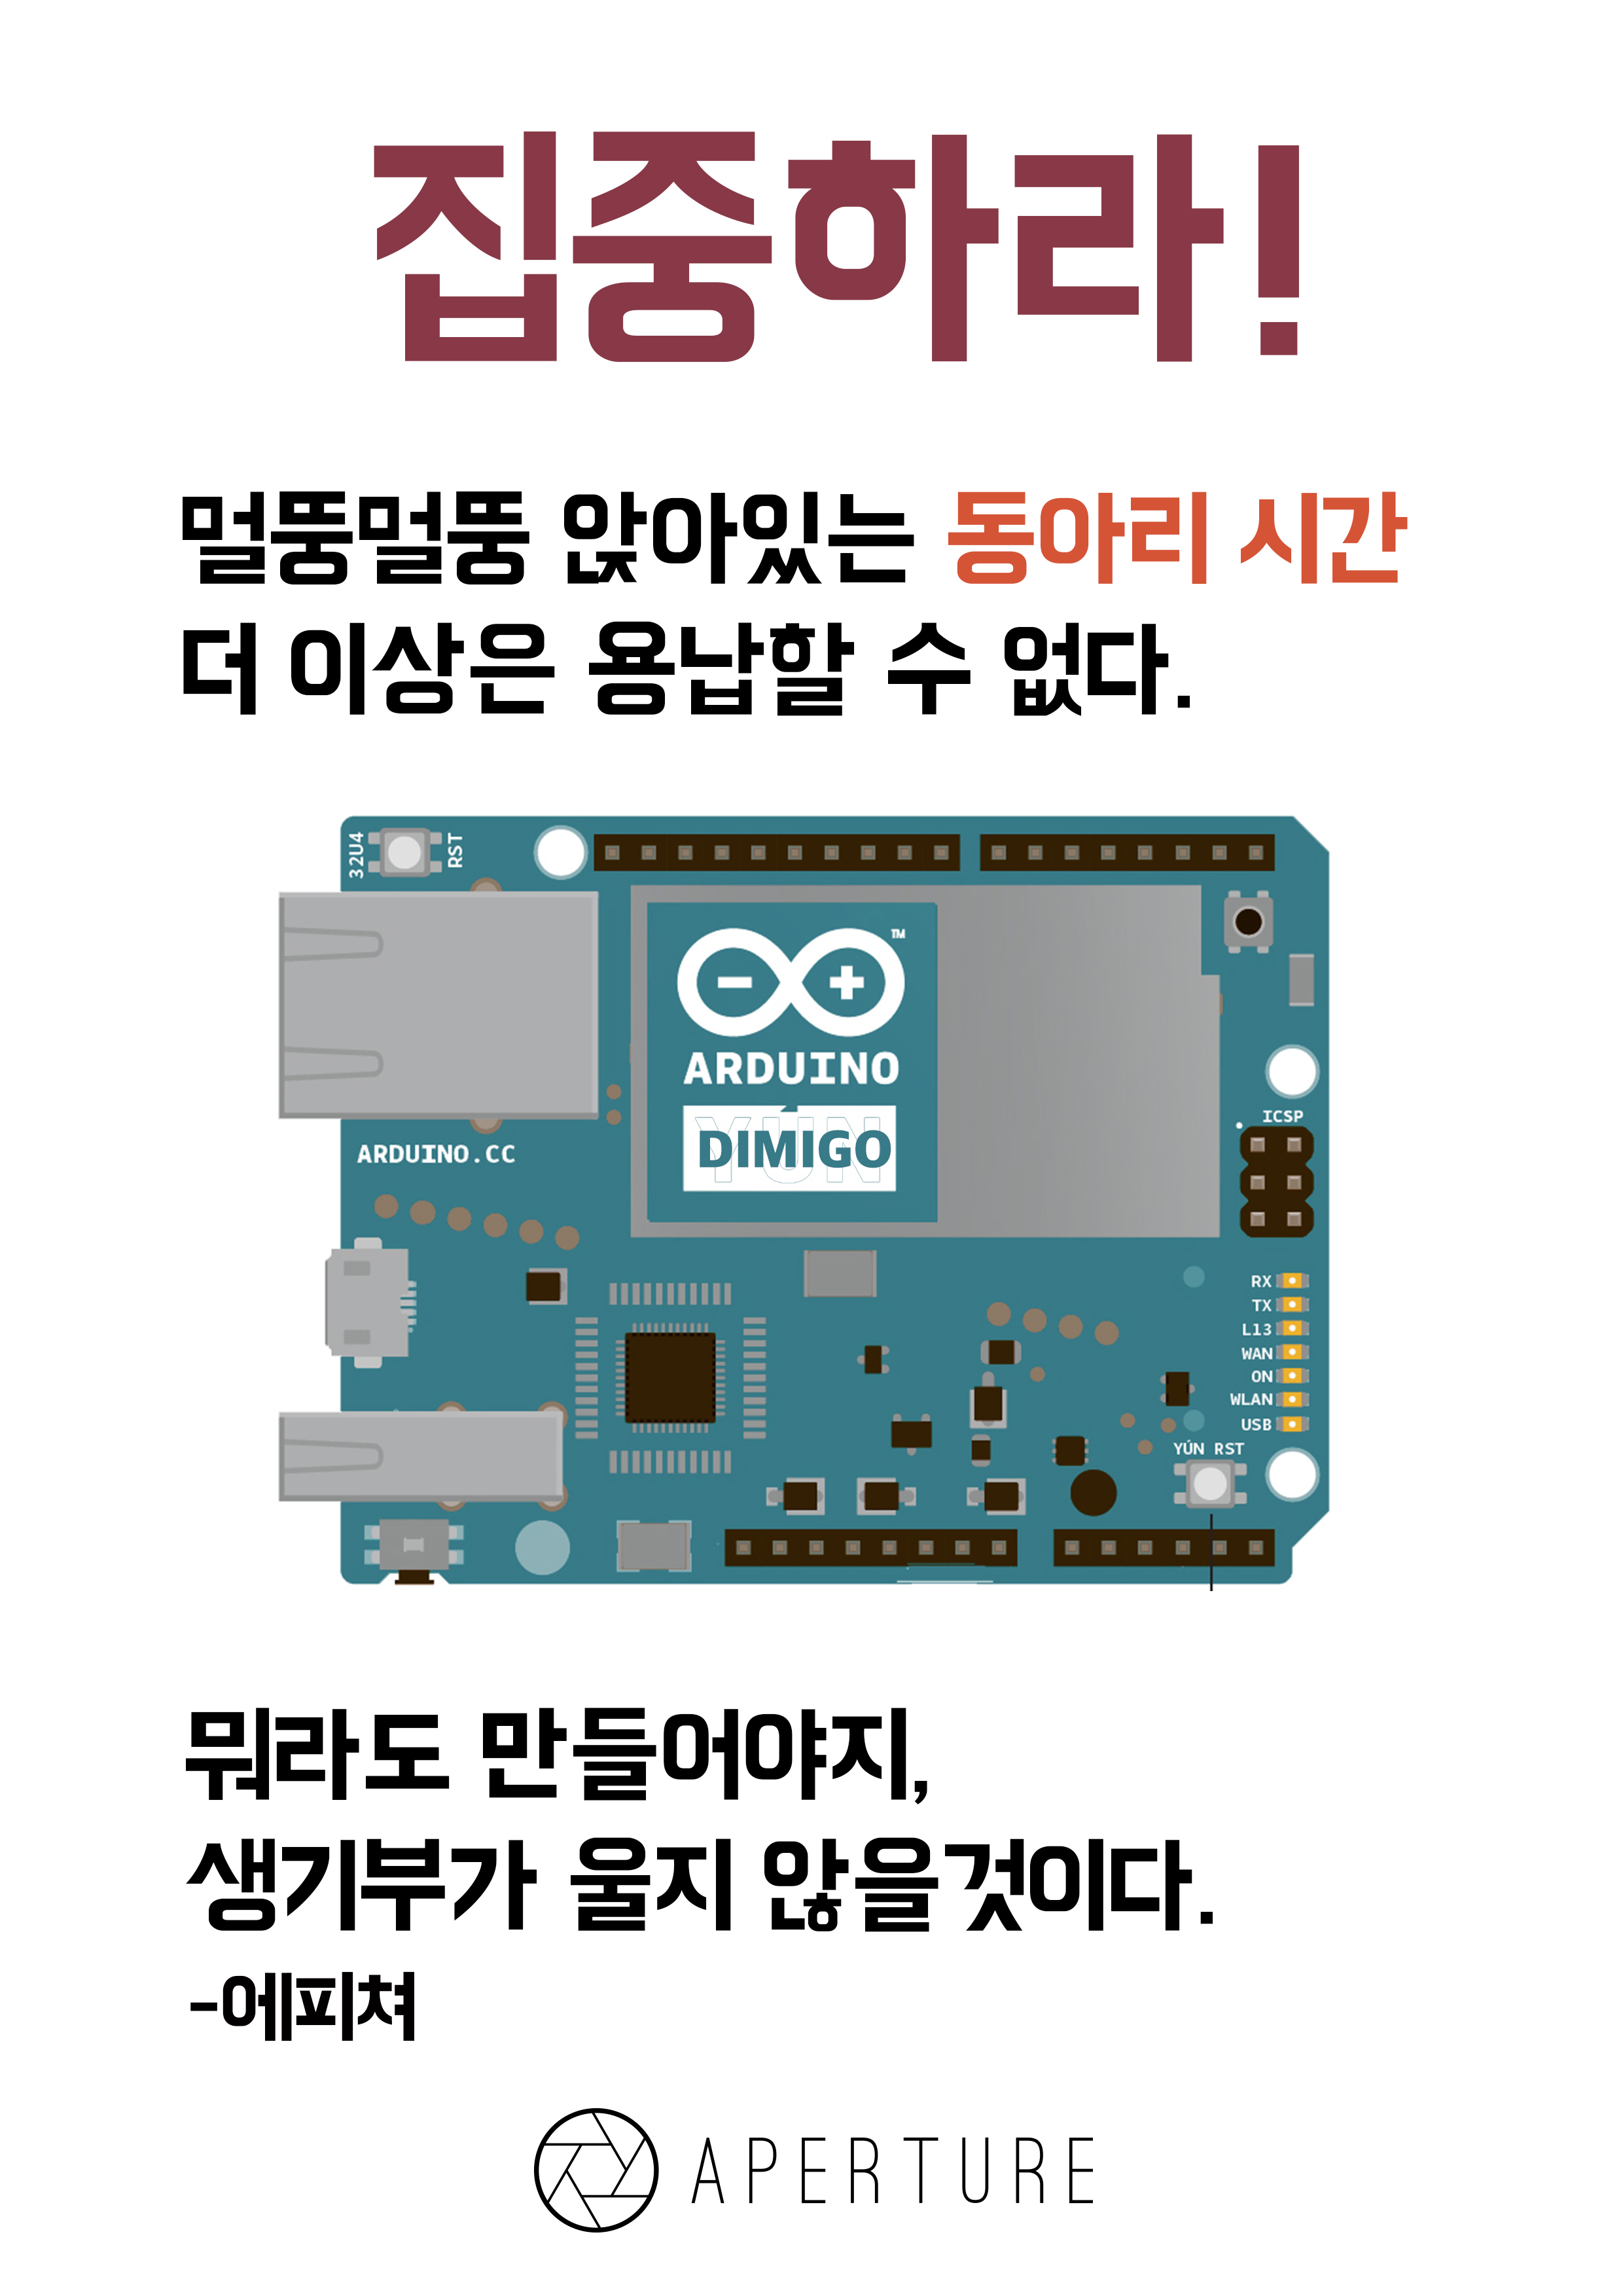 집중하라!
멀뚱멀뚱 앉아있는 동아리 시간
더 이상은 용납할 수 없다.
32U4
RST
TM
ARDUINO
DIMIGO
ICSP
ARDUINO.CC
RX
TX
L13
WAN
ON
WLAN
USB
YÚN RST
뭐라도 만들어야지,
생기부가 울지 않을것이다.
-에피쳐
APERTURE